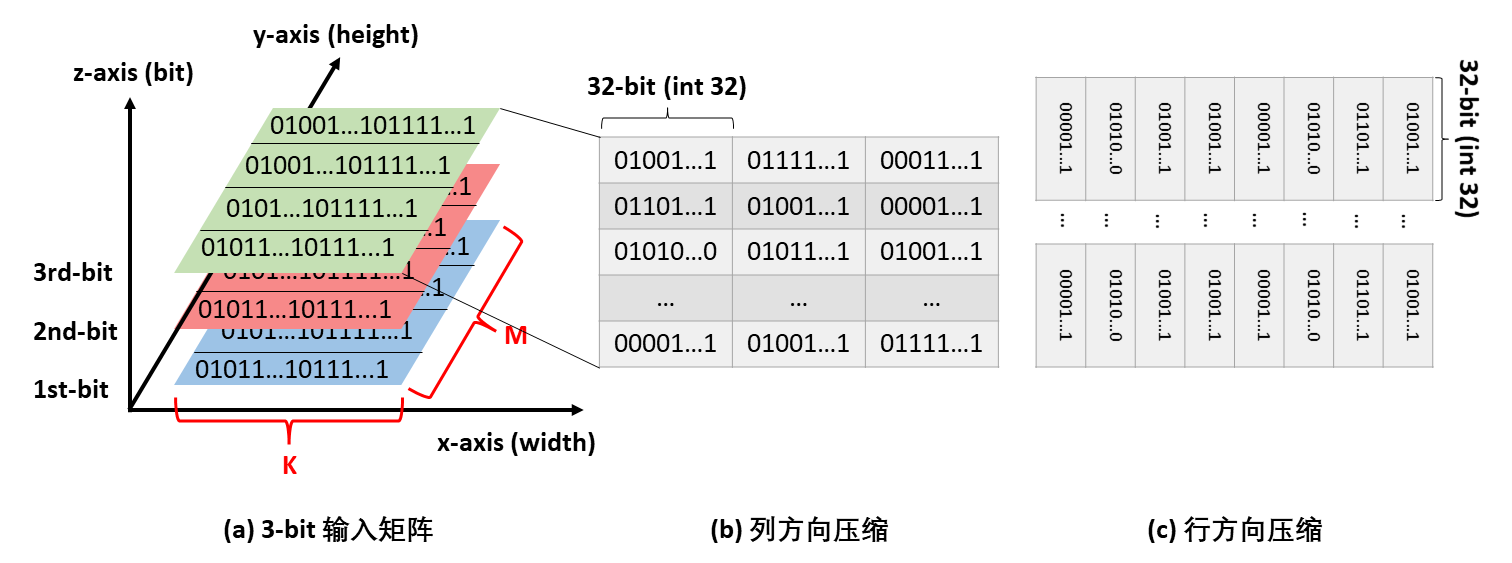 y-axis (height)
z-axis (bit)
01001...101111...1
01001...101111...1
0101...101111...1
01011...10111...1
...1
...1
01011...10111...1
...1
...1
01011...10111...1
3rd-bit
2nd-bit
1st-bit
M
K
x-axis (width)
(a) 3-bit 输入矩阵
32-bit (int 32)
01001...1 01111...1 00011...1
01101...1 01001...1 00001...1
01010...0 01011...1 01001...1
... ... ...
00001...1 01001...1 01111...1
(b) 列方向压缩
00001...1 01010...0 01001...1 01001...1 00001...1 01010...0 01101...1 01001...1
... ... ... ... ... ... ... ...
00001...1 01010...0 01001...1 01001...1 00001...1 01010...0 01101...1 01001...1
32-bit (int 32)
(c) 行方向压缩